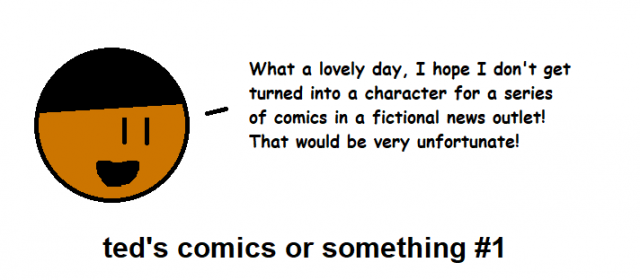 What a lovely day, I hope I don't get
turned into a character for a series
of comics in a fictional news outlet!
That would be very unfortunate!
ted's comics or something #1